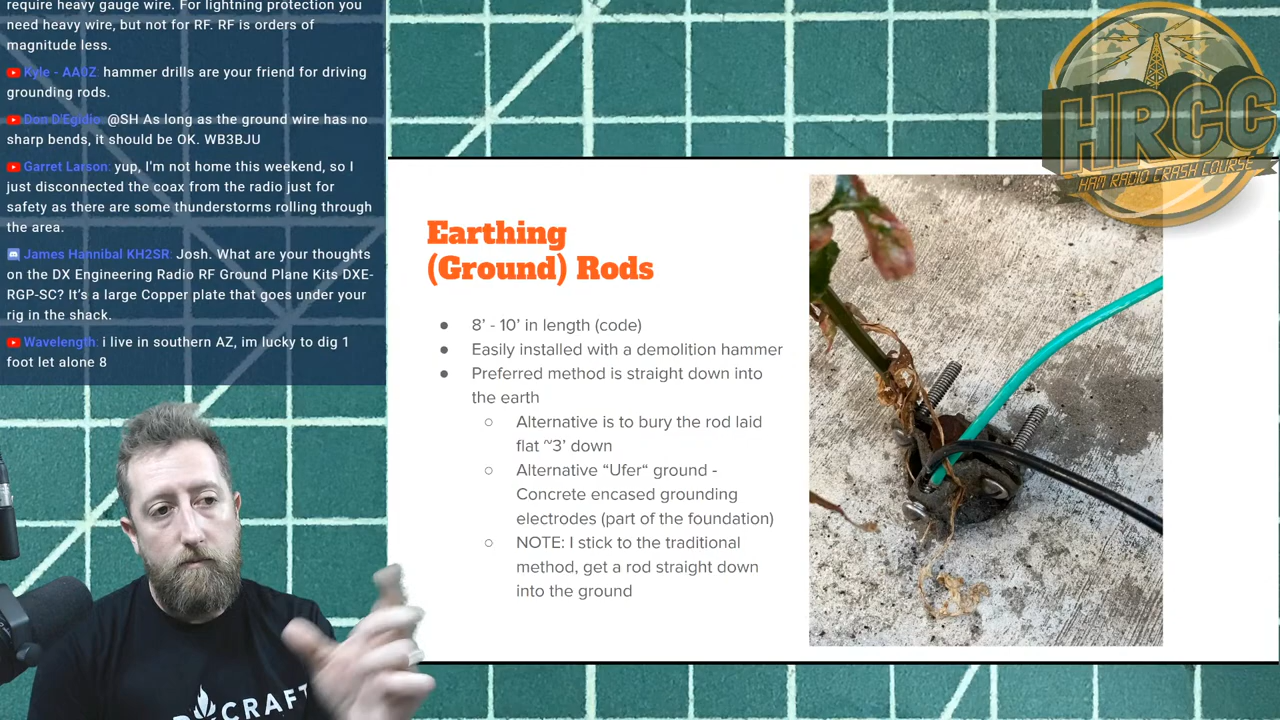 require heavy gauge wire. For lightning protection you
need heavy wire, but not for RF. RF is orders of
magnitude less.
Kyle - AA0Z: hammer drills are your friend for driving
grounding rods.
Don D'Egidio: @SH As long as the ground wire has no
sharp bends, it should be OK. WB3BJU
Garret Larson: yup, I'm not home this weekend, so I
just disconnected the coax from the radio just for
safety as there are some thunderstorms rolling through
the area.
James Hannibal KH2SR: Josh. What are your thoughts
on the DX Engineering Radio RF Ground Plane Kits DXE-
RGP-SC? It's a large Copper plate that goes under your
rig in the shack.
Wavelength: i live in southern AZ, im lucky to dig 1
foot let alone 8
HRCC
HAM RADIO CRASH COURSE
Earthing
(Ground) Rods
● 8' - 10' in length (code)
● Easily installed with a demolition hammer
● Preferred method is straight down into
the earth
○ Alternative is to bury the rod laid
flat ~3' down
○ Alternative “Ufer“ ground -
Concrete encased grounding
electrodes (part of the foundation)
○ NOTE: I stick to the traditional
method, get a rod straight down
into the ground
CRAFT